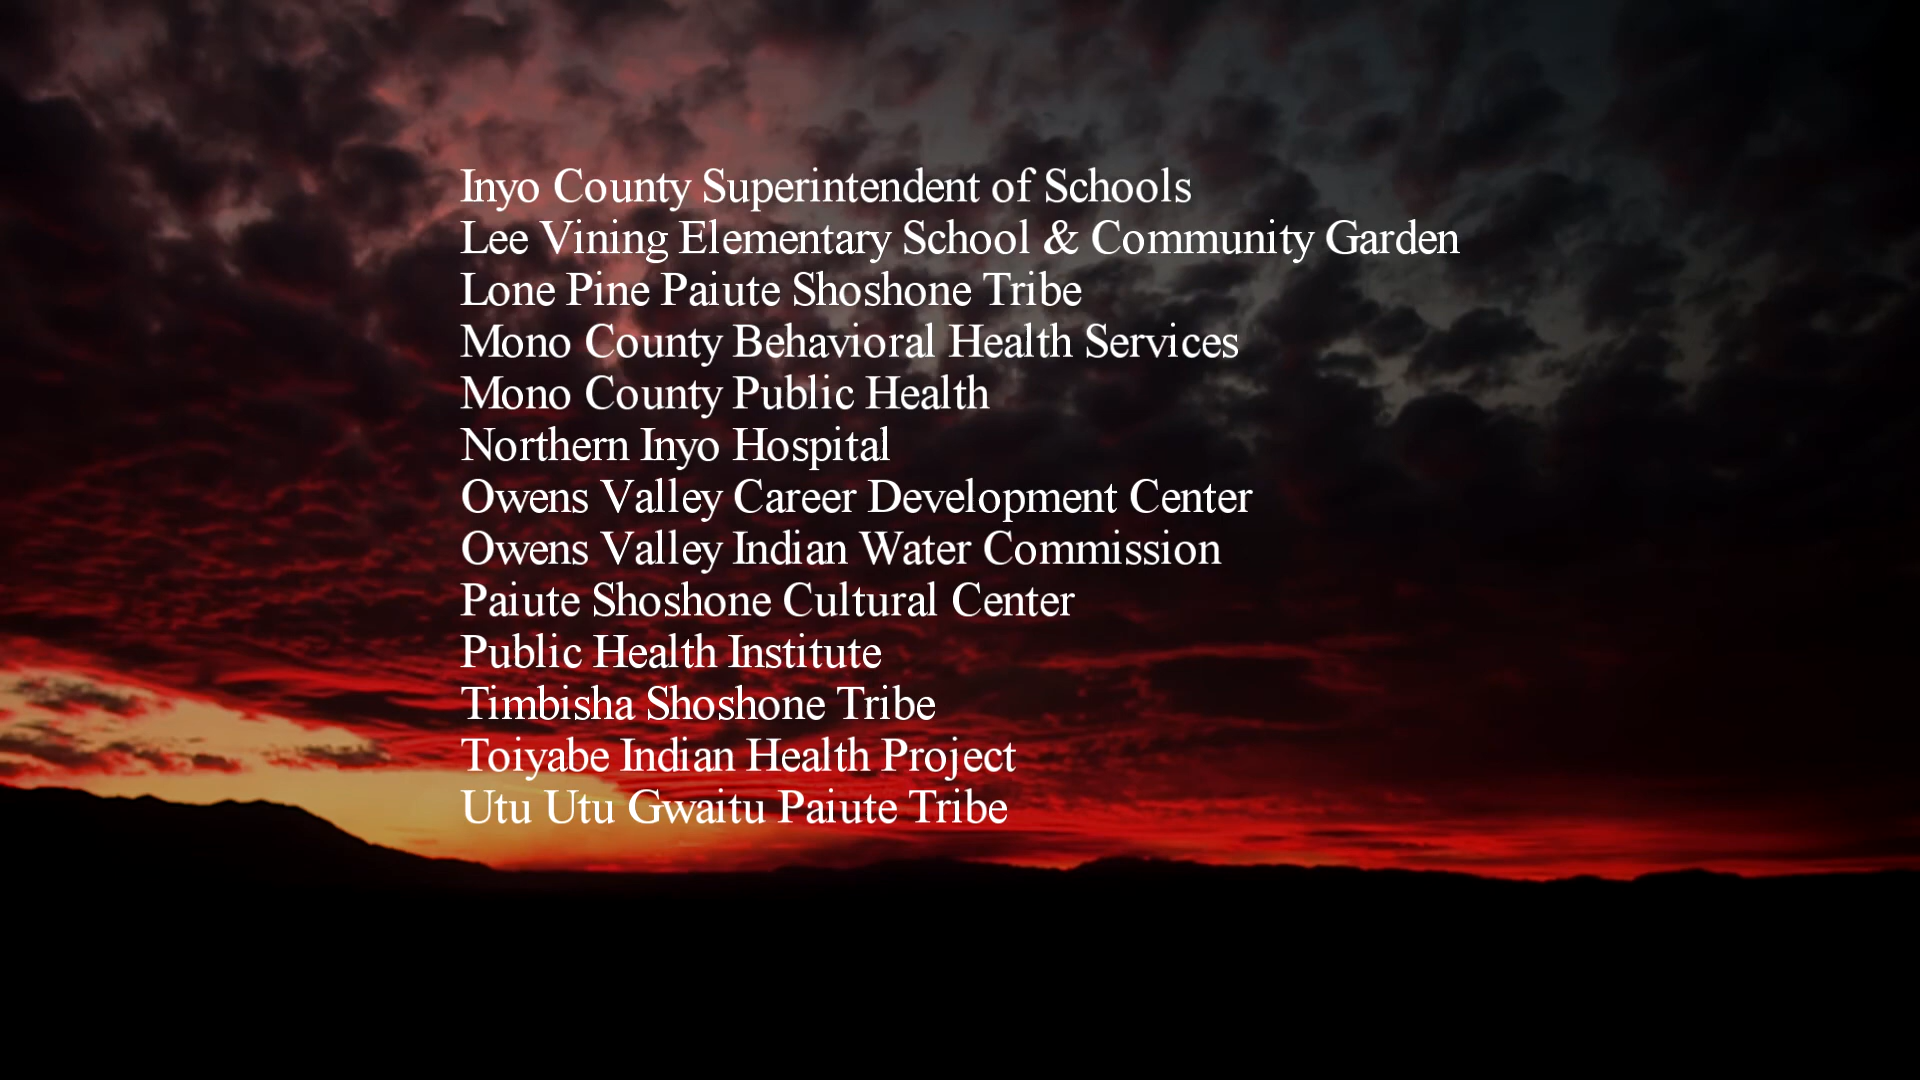 Inyo County Superintendent of Schools
Lee Vining Elementary School & Community Garden
Lone Pine Paiute Shoshone Tribe
Mono County Behavioral Health Services
Mono County Public Health
Northern Inyo Hospital
Owens Valley Career Development Center
Owens Valley Indian Water Commission
Paiute Shoshone Cultural Center
Public Health Institute
Timbisha Shoshone Tribe
Toiyabe Indian Health Project
Utu Utu Gwaitu Paiute Tribe